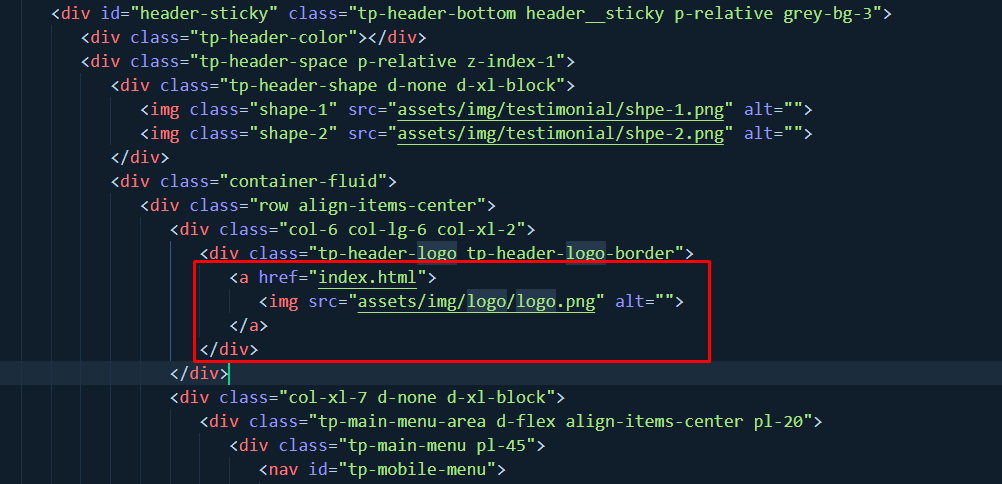 <div id="header-sticky" class="tp-header-bottom header__sticky p-relative grey-bg-3">
<div class="tp-header-color"></div>
<div class="tp-header-space p-relative z-index-1">
<div class="tp-header-shape d-none d-xl-block">
<img class="shape-1" src="assets/img/testimonial/shpe-1.png" alt="">
<img class="shape-2" src="assets/img/testimonial/shpe-2.png" alt="">
</div>
<div class="container-fluid">
<div class="row align-items-center">
<div class="col-6 col-lg-6 col-xl-2">
<div class="tp-header-logo tp-header-logo-border">
<a href="index.html">
<img src="assets/img/logo/logo.png" alt="">
</a>
</div>
</div>
<div class="col-xl-7 d-none d-xl-block">
<div class="tp-main-menu-area d-flex align-items-center pl-20">
<div class="tp-main-menu pl-45">
<nav id="tp-mobile-menu">